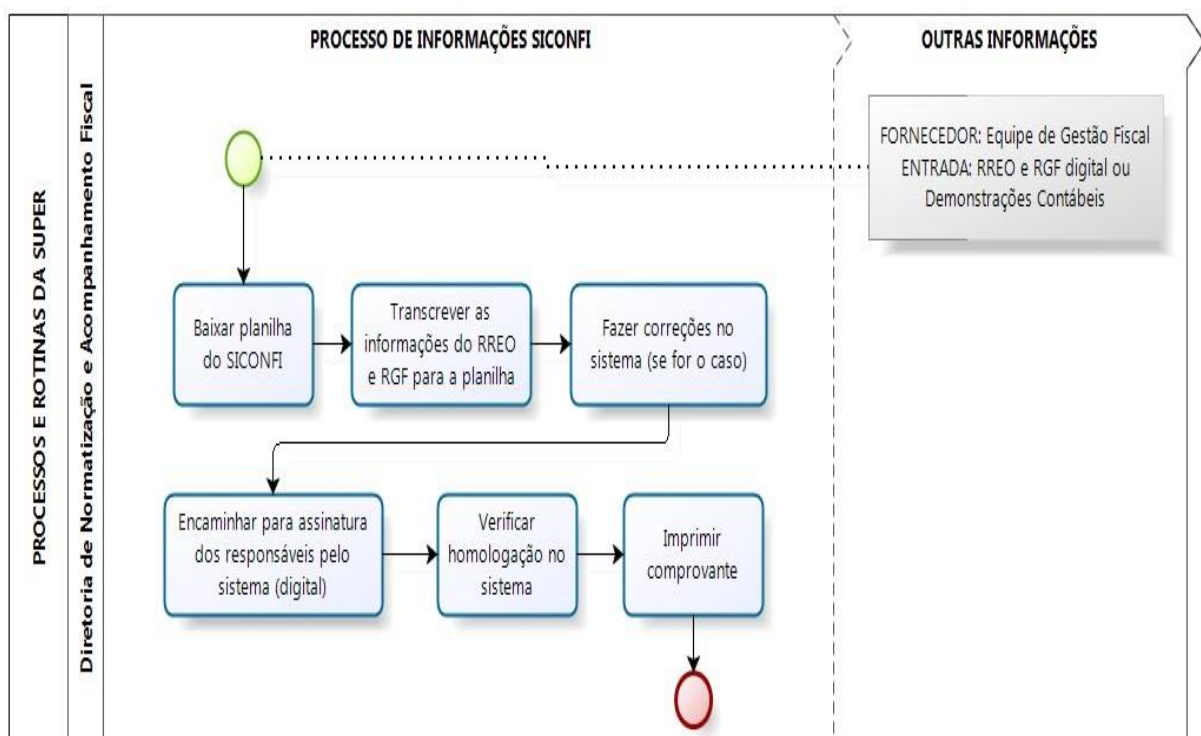 PROCESSOS E ROTINAS DA SUPER
Diretoria de Normatização e Acompanhamento Fiscal
PROCESSO DE INFORMAÇÕES SICONFI
OUTRAS INFORMAÇÕES
FORNECEDOR: Equipe de Gestão Fiscal
ENTRADA: RREO e RGF digital ou
Demonstrações Contábeis
Baixar planilha
do SICONFI
Transcrever as
informações do RREO
e RGF para a planilha
Fazer correções no
sistema (se for o caso)
Encaminhar para assinatura
dos responsáveis pelo
sistema (digital)
Verificar
homologação no
sistema
Imprimir
comprovante